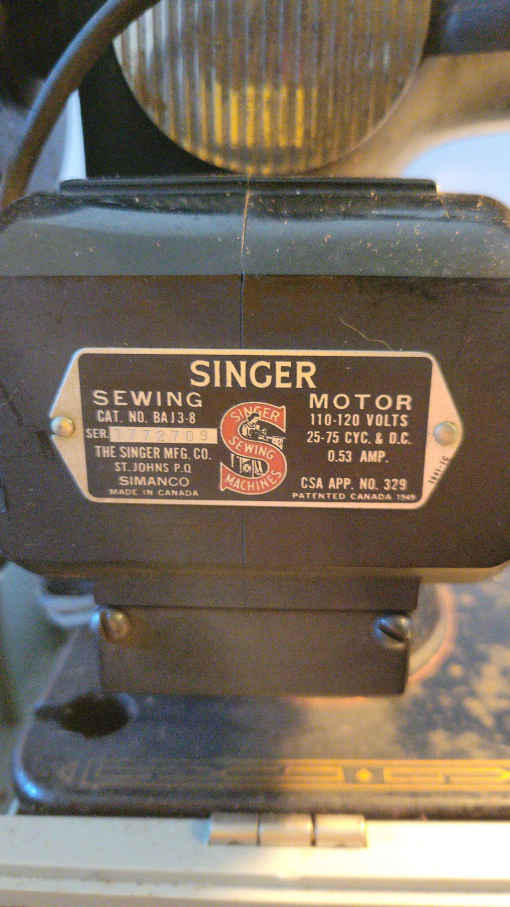 SINGER
SEWING MOTOR
CAT. NO. BAJ3-8
SER. 1772709
THE SINGER MFG. CO.
ST. JOHNS P.Q.
SIMANCO
MADE IN CANADA
SINGER
SEWING
MACHINES
110-120 VOLTS
25-75 CYC. & D.C.
0.53 AMP.
CSA APP. NO. 329
PATENTED CANADA 1949